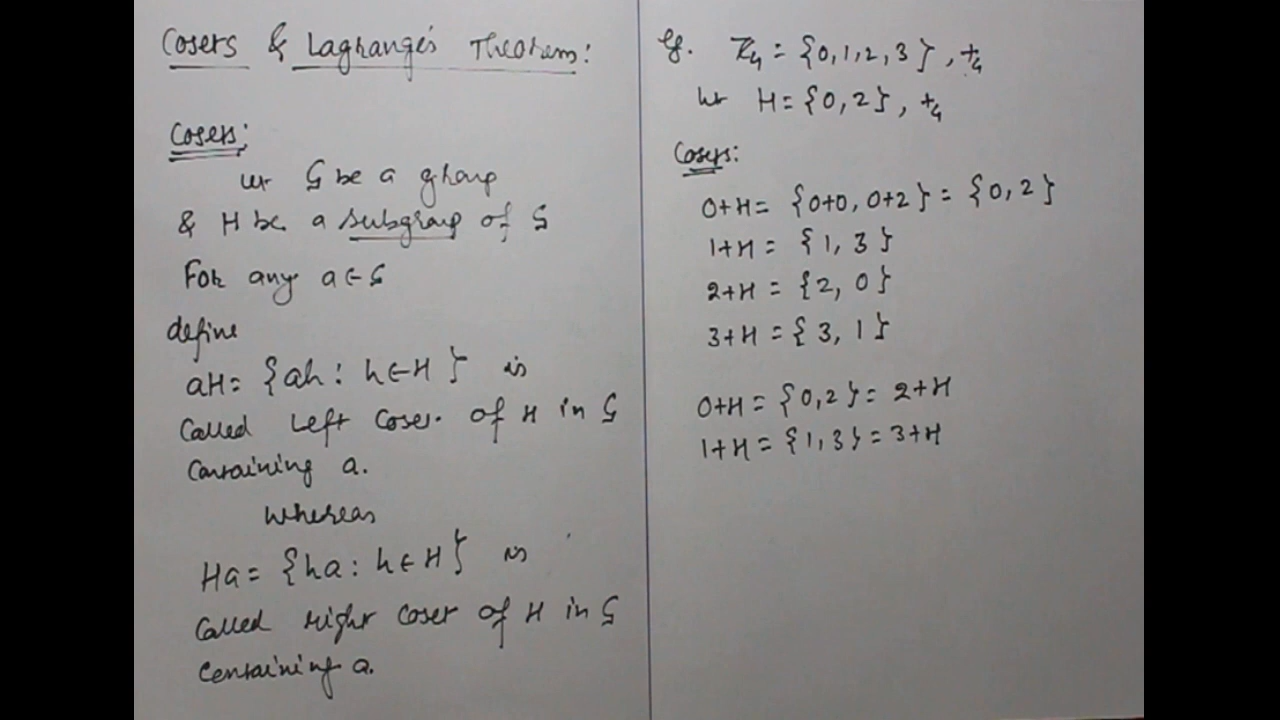 Cosets & Lagrange's Theorem:
Cosets:
Let G be a group
& H be a subgroup of G
For any a ∈ G
define
aH = {ah : h ∈ H} is
Called Left Coset of H in G
Containing a.
Whereas
Ha = {ha : h ∈ H} is
Called right Coset of H in G
Containing a.
eg. Z₄ = {0, 1, 2, 3}, +₄
Let H = {0, 2}, +₄
Cosets:
0+H = {0+0, 0+2} = {0, 2}
1+H = {1, 3}
2+H = {2, 0}
3+H = {3, 1}
0+H = {0, 2} = 2+H
1+H = {1, 3} = 3+H